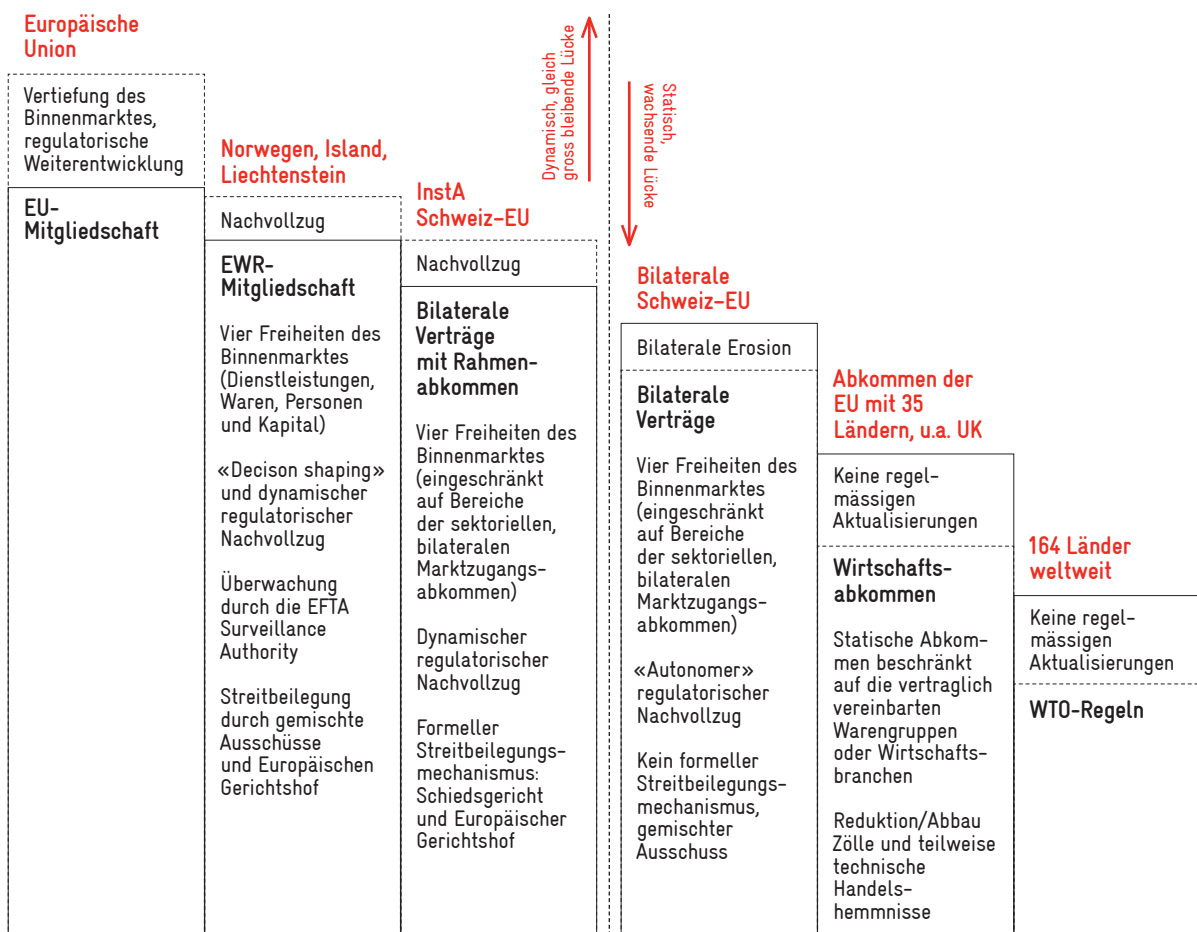 Europäische
Union
Vertiefung des
Binnenmarktes,
regulatorische
Weiterentwicklung
EU-
Mitgliedschaft
Norwegen, Island,
Liechtenstein
Nachvollzug
EWR-
Mitgliedschaft
Vier Freiheiten des
Binnenmarktes
(Dienstleistungen,
Waren, Personen
und Kapital)
«Decison shaping»
und dynamischer
regulatorischer
Nachvollzug
Überwachung
durch die EFTA
Surveillance
Authority
Streitbeilegung
durch gemischte
Ausschüsse
und Europäischen
Gerichtshof
InstA
Schweiz–EU
Nachvollzug
Bilaterale
Verträge
mit Rahmen-
abkommen
Vier Freiheiten des
Binnenmarktes
(eingeschränkt
auf Bereiche
der sektoriellen,
bilateralen
Marktzugangs-
abkommen)
Dynamischer
regulatorischer
Nachvollzug
Formeller
Streitbeilegungs-
mechanismus:
Schiedsgericht
und Europäischer
Gerichtshof
Dynamisch, gleich
gross bleibende Lücke
Statisch,
wachsende Lücke
Bilaterale
Schweiz–EU
Bilaterale Erosion
Bilaterale
Verträge
Vier Freiheiten des
Binnenmarktes
(eingeschränkt
auf Bereiche
der sektoriellen,
bilateralen
Marktzugangs-
abkommen)
«Autonomer»
regulatorischer
Nachvollzug
Kein formeller
Streitbeilegungs-
mechanismus,
gemischter
Ausschuss
Abkommen der
EU mit 35
Ländern, u.a. UK
Keine regel-
mässigen
Aktualisierungen
Wirtschafts-
abkommen
Statische Abkom-
men beschränkt
auf die vertraglich
vereinbarten
Warengruppen
oder Wirtschafts-
branchen
Reduktion/Abbau
Zölle und teilweise
technische
Handels-
hemmnisse
164 Länder
weltweit
Keine regel-
mässigen
Aktualisierungen
WTO-Regeln